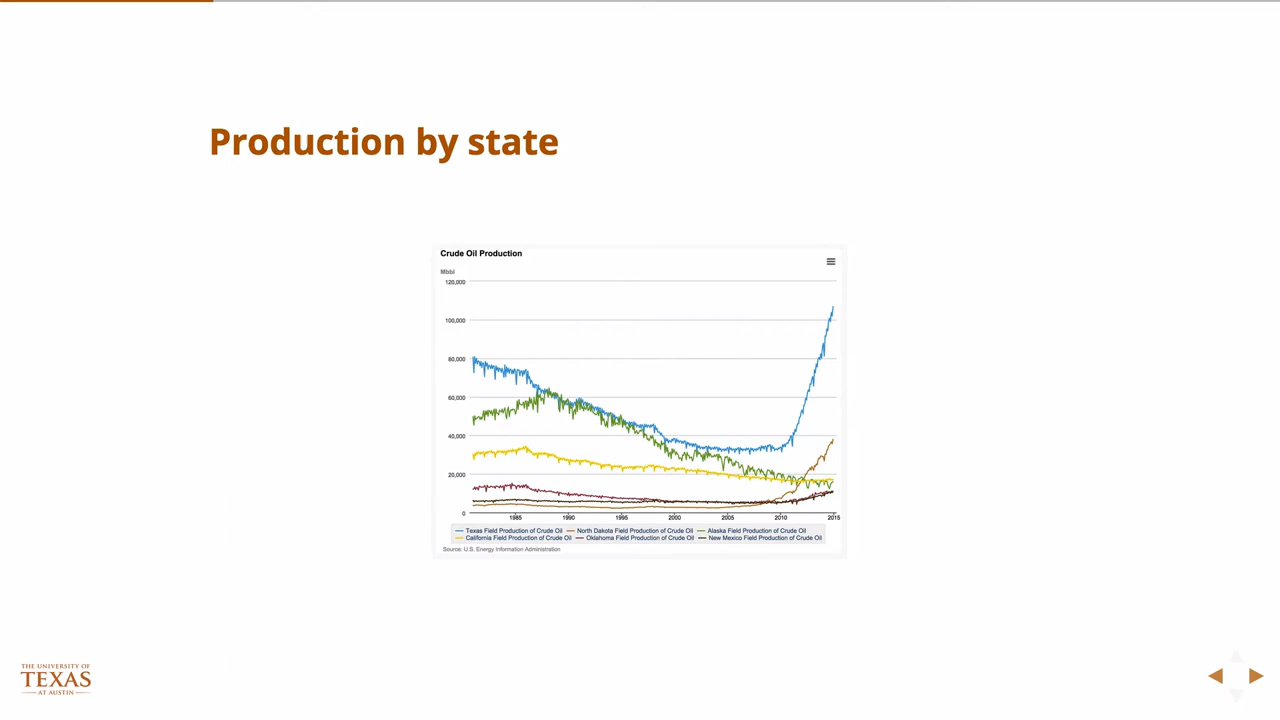 Production by state
Crude Oil Production
Mbbl
120,000
100,000
80,000
60,000
40,000
20,000
0
1985 1990 1995 2000 2005 2010 2015
Texas Field Production of Crude Oil North Dakota Field Production of Crude Oil Alaska Field Production of Crude Oil
California Field Production of Crude Oil Oklahoma Field Production of Crude Oil New Mexico Field Production of Crude Oil
Source: U.S. Energy Information Administration
THE UNIVERSITY OF
TEXAS
AT AUSTIN